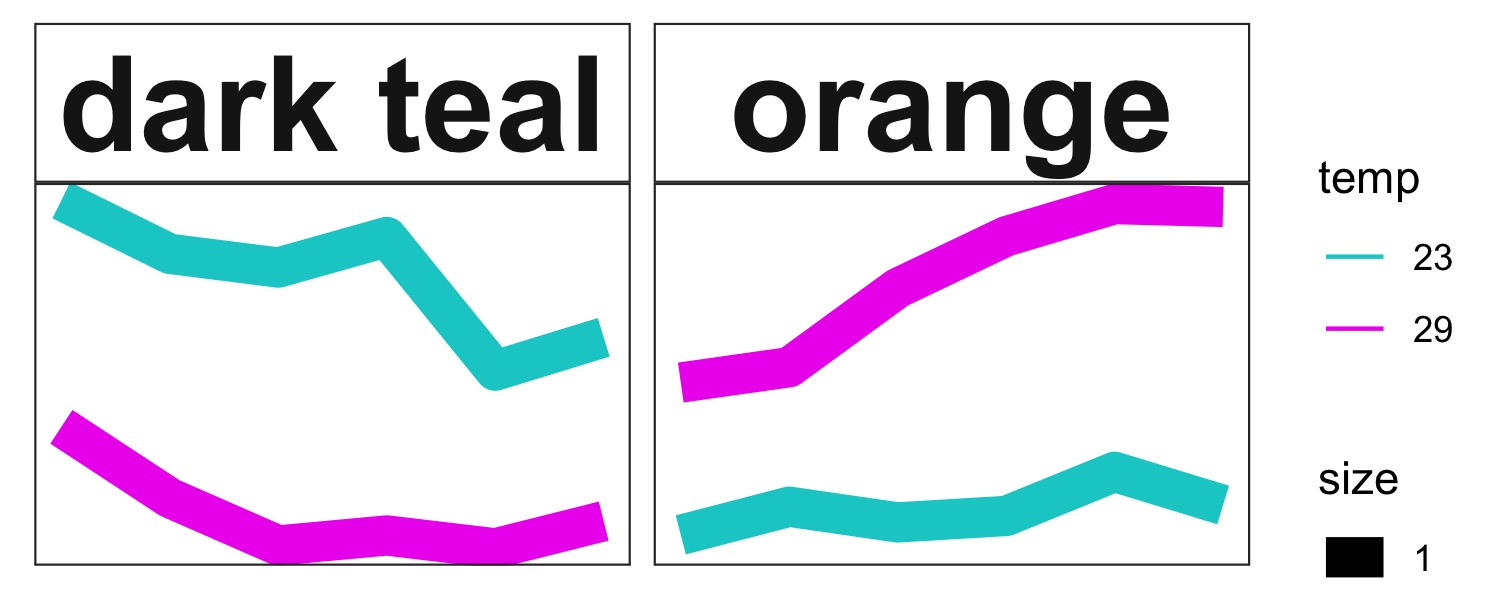 dark teal
orange
temp
23
29
size
1